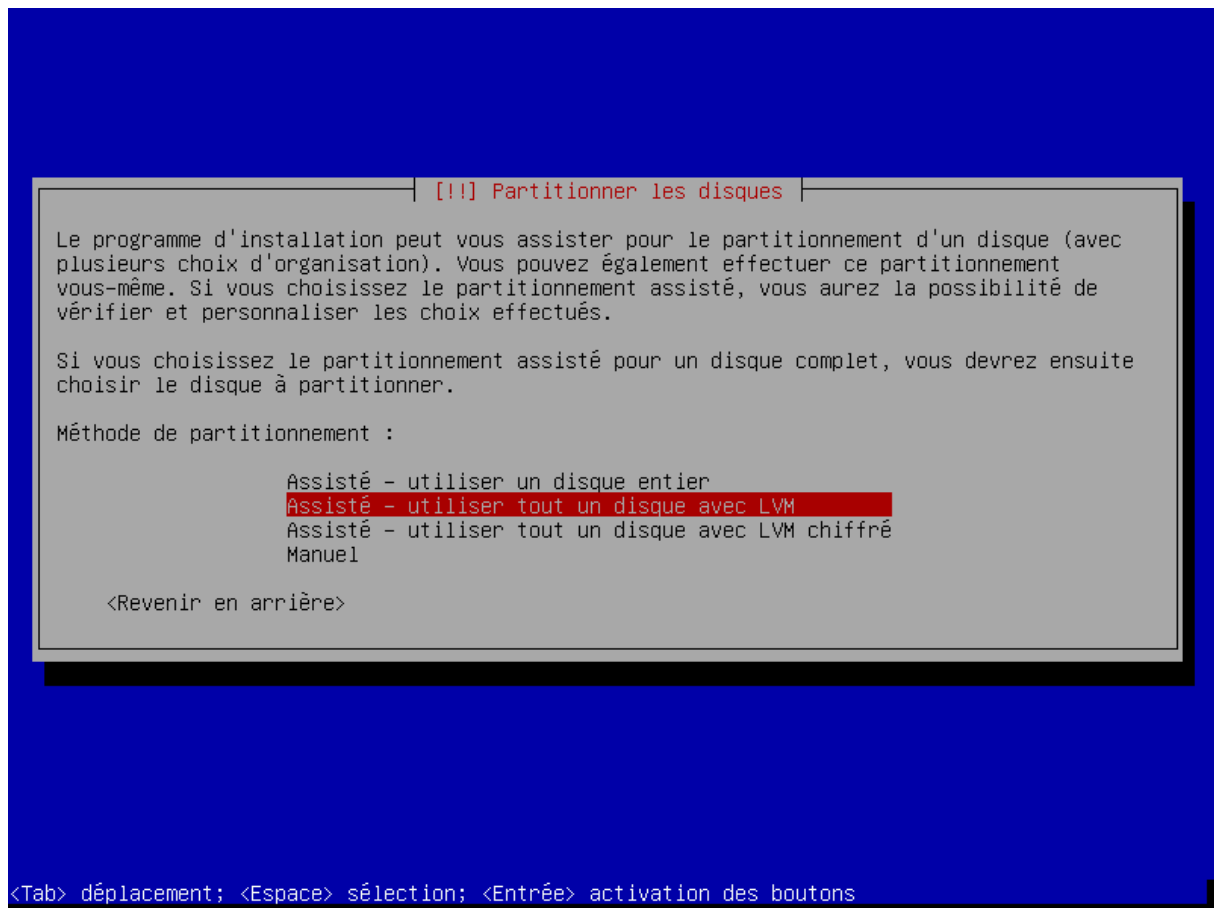 [!!] Partitionner les disques
Le programme d'installation peut vous assister pour le partitionnement d'un disque (avec
plusieurs choix d'organisation). Vous pouvez également effectuer ce partitionnement
vous-même. Si vous choisissez le partitionnement assisté, vous aurez la possibilité de
vérifier et personnaliser les choix effectués.
Si vous choisissez le partitionnement assisté pour un disque complet, vous devrez ensuite
choisir le disque à partitionner.
Méthode de partitionnement :
Assisté – utiliser un disque entier
Assisté – utiliser tout un disque avec LVM
Assisté – utiliser tout un disque avec LVM chiffré
Manuel
<Revenir en arrière>
<Tab> déplacement; <Espace> sélection; <Entrée> activation des boutons